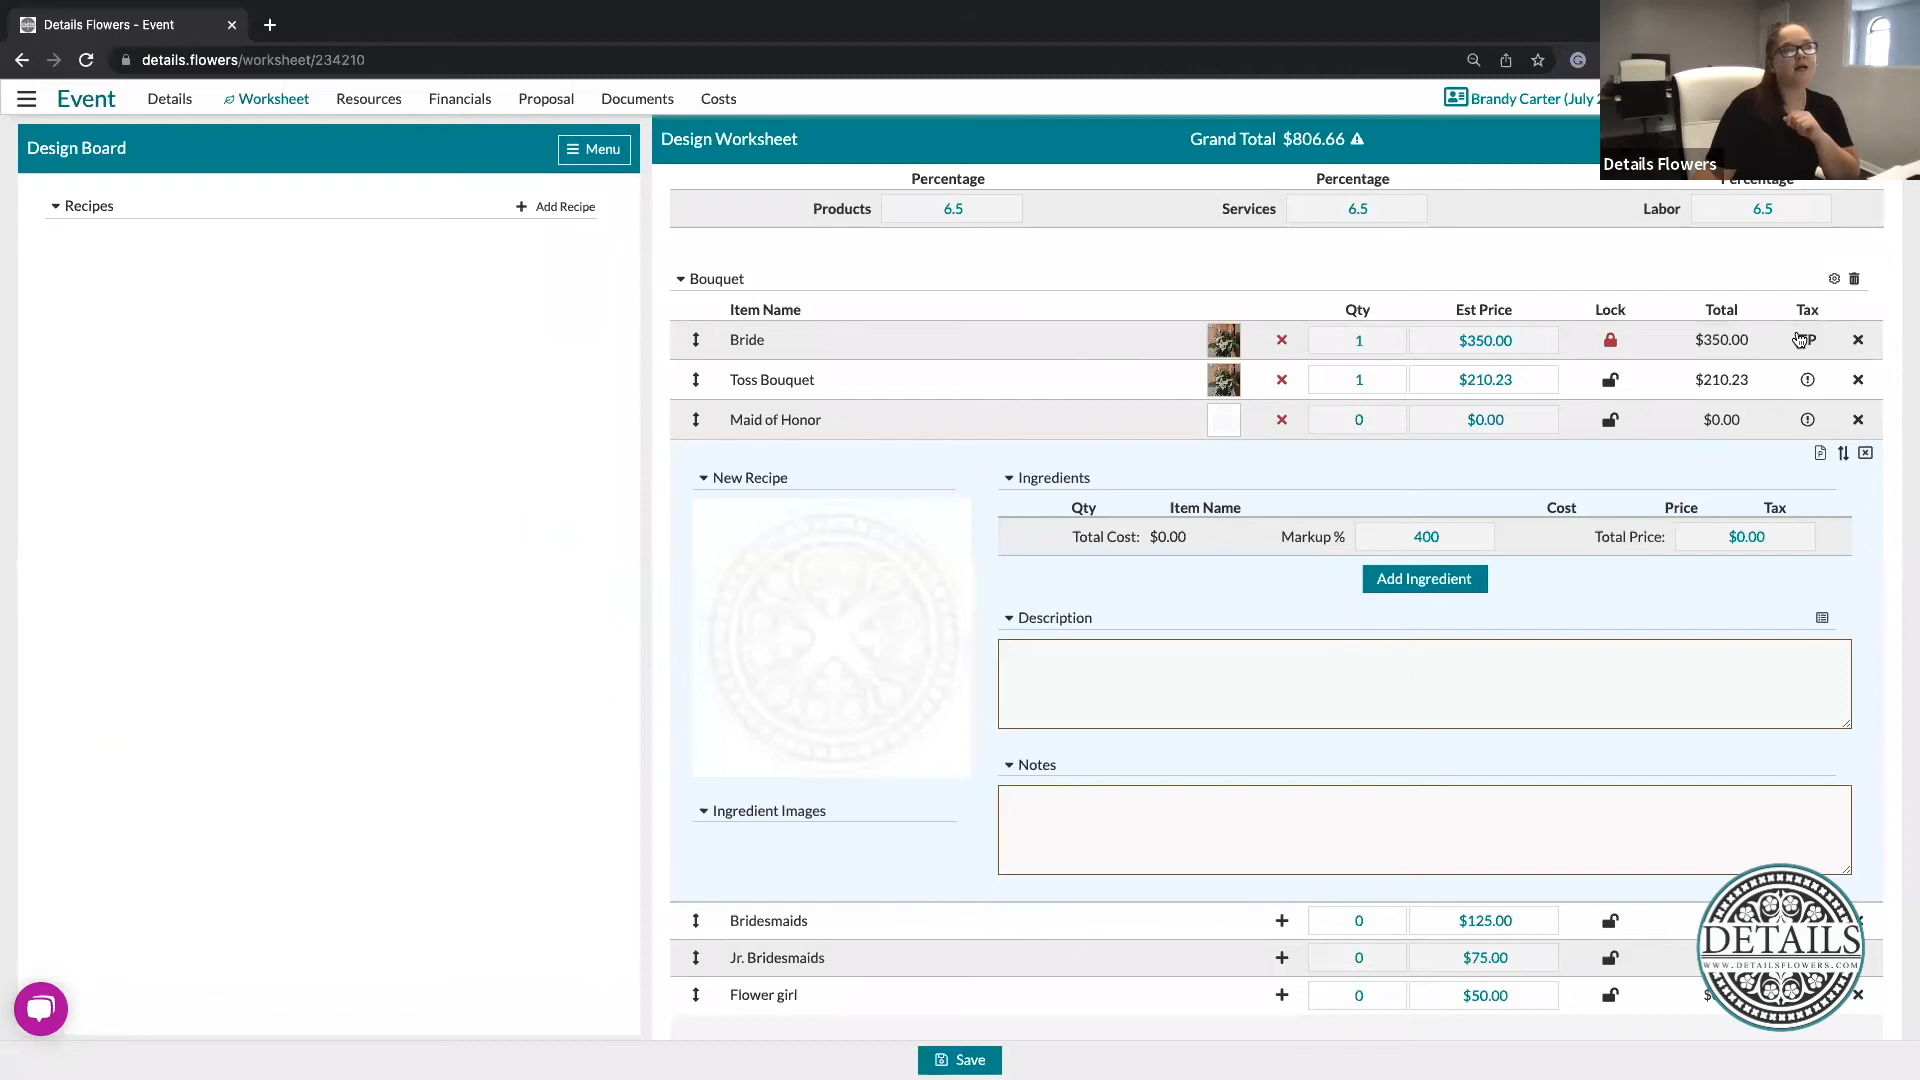 Details Flowers - Event
details.flowers/worksheet/234210
Event Details Worksheet Resources Financials Proposal Documents Costs
Brandy Carter (July
Details Flowers
Design Board Menu
Design Worksheet Grand Total $806.66
Recipes Add Recipe
Percentage Percentage Percentage
Products 6.5 Services 6.5 Labor 6.5
Bouquet
Item Name Qty Est Price Lock Total Tax
Bride 1 $350.00 $350.00 P
Toss Bouquet 1 $210.23 $210.23
Maid of Honor 0 $0.00 $0.00
New Recipe
Ingredients
Qty Item Name Cost Price Tax
Total Cost: $0.00 Markup % 400 Total Price: $0.00
Add Ingredient
Description
Notes
Ingredient Images
Bridesmaids 0 $125.00
Jr. Bridesmaids 0 $75.00
Flower girl 0 $50.00
DETAILS
WWW.DETAILSFLOWERS.COM
Save